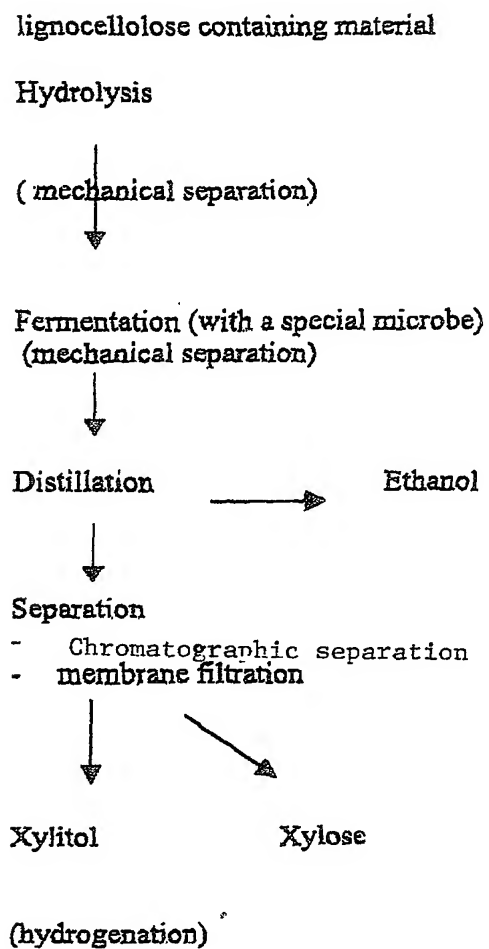 lignocellolose containing material
Hydrolysis
( mechanical separation)
Fermentation (with a special microbe)
(mechanical separation)
Distillation Ethanol
Separation
- Chromatographic separation
- membrane filtration
Xylitol Xylose
(hydrogenation)